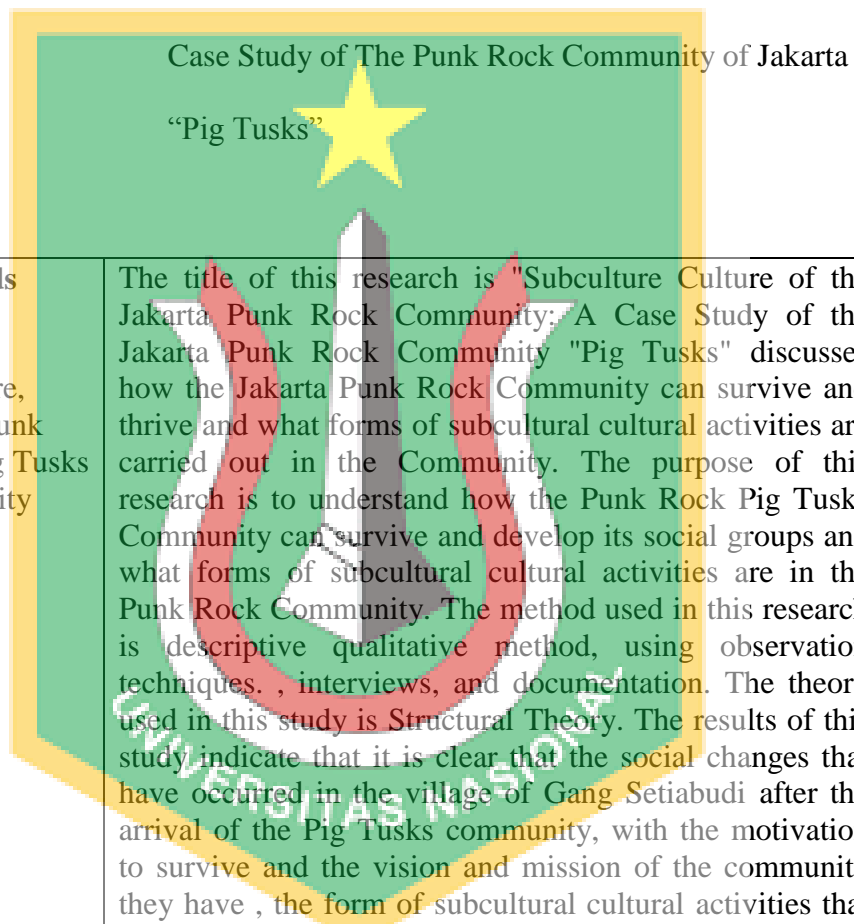 Case Study of The Punk Rock Community of Jakarta
“Pig Tusks”
ls
re,
unk
g Tusks
ity
The title of this research is "Subculture Culture of th
Jakarta Punk Rock Community: A Case Study of th
Jakarta Punk Rock Community "Pig Tusks" discusse
how the Jakarta Punk Rock Community can survive an
thrive and what forms of subcultural cultural activities ar
carried out in the Community. The purpose of thi
research is to understand how the Punk Rock Pig Tusk
Community can survive and develop its social groups an
what forms of subcultural cultural activities are in th
Punk Rock Community. The method used in this research
is descriptive qualitative method, using observatio
techniques. , interviews, and documentation. The theor
used in this study is Structural Theory. The results of thi
study indicate that it is clear that the social changes tha
have occurred in the village of Gang Setiabudi after th
arrival of the Pig Tusks community, with the motivatio
to survive and the vision and mission of the communit
they have , the form of subcultural cultural activities tha
UNIVERSITAS NASIONAL